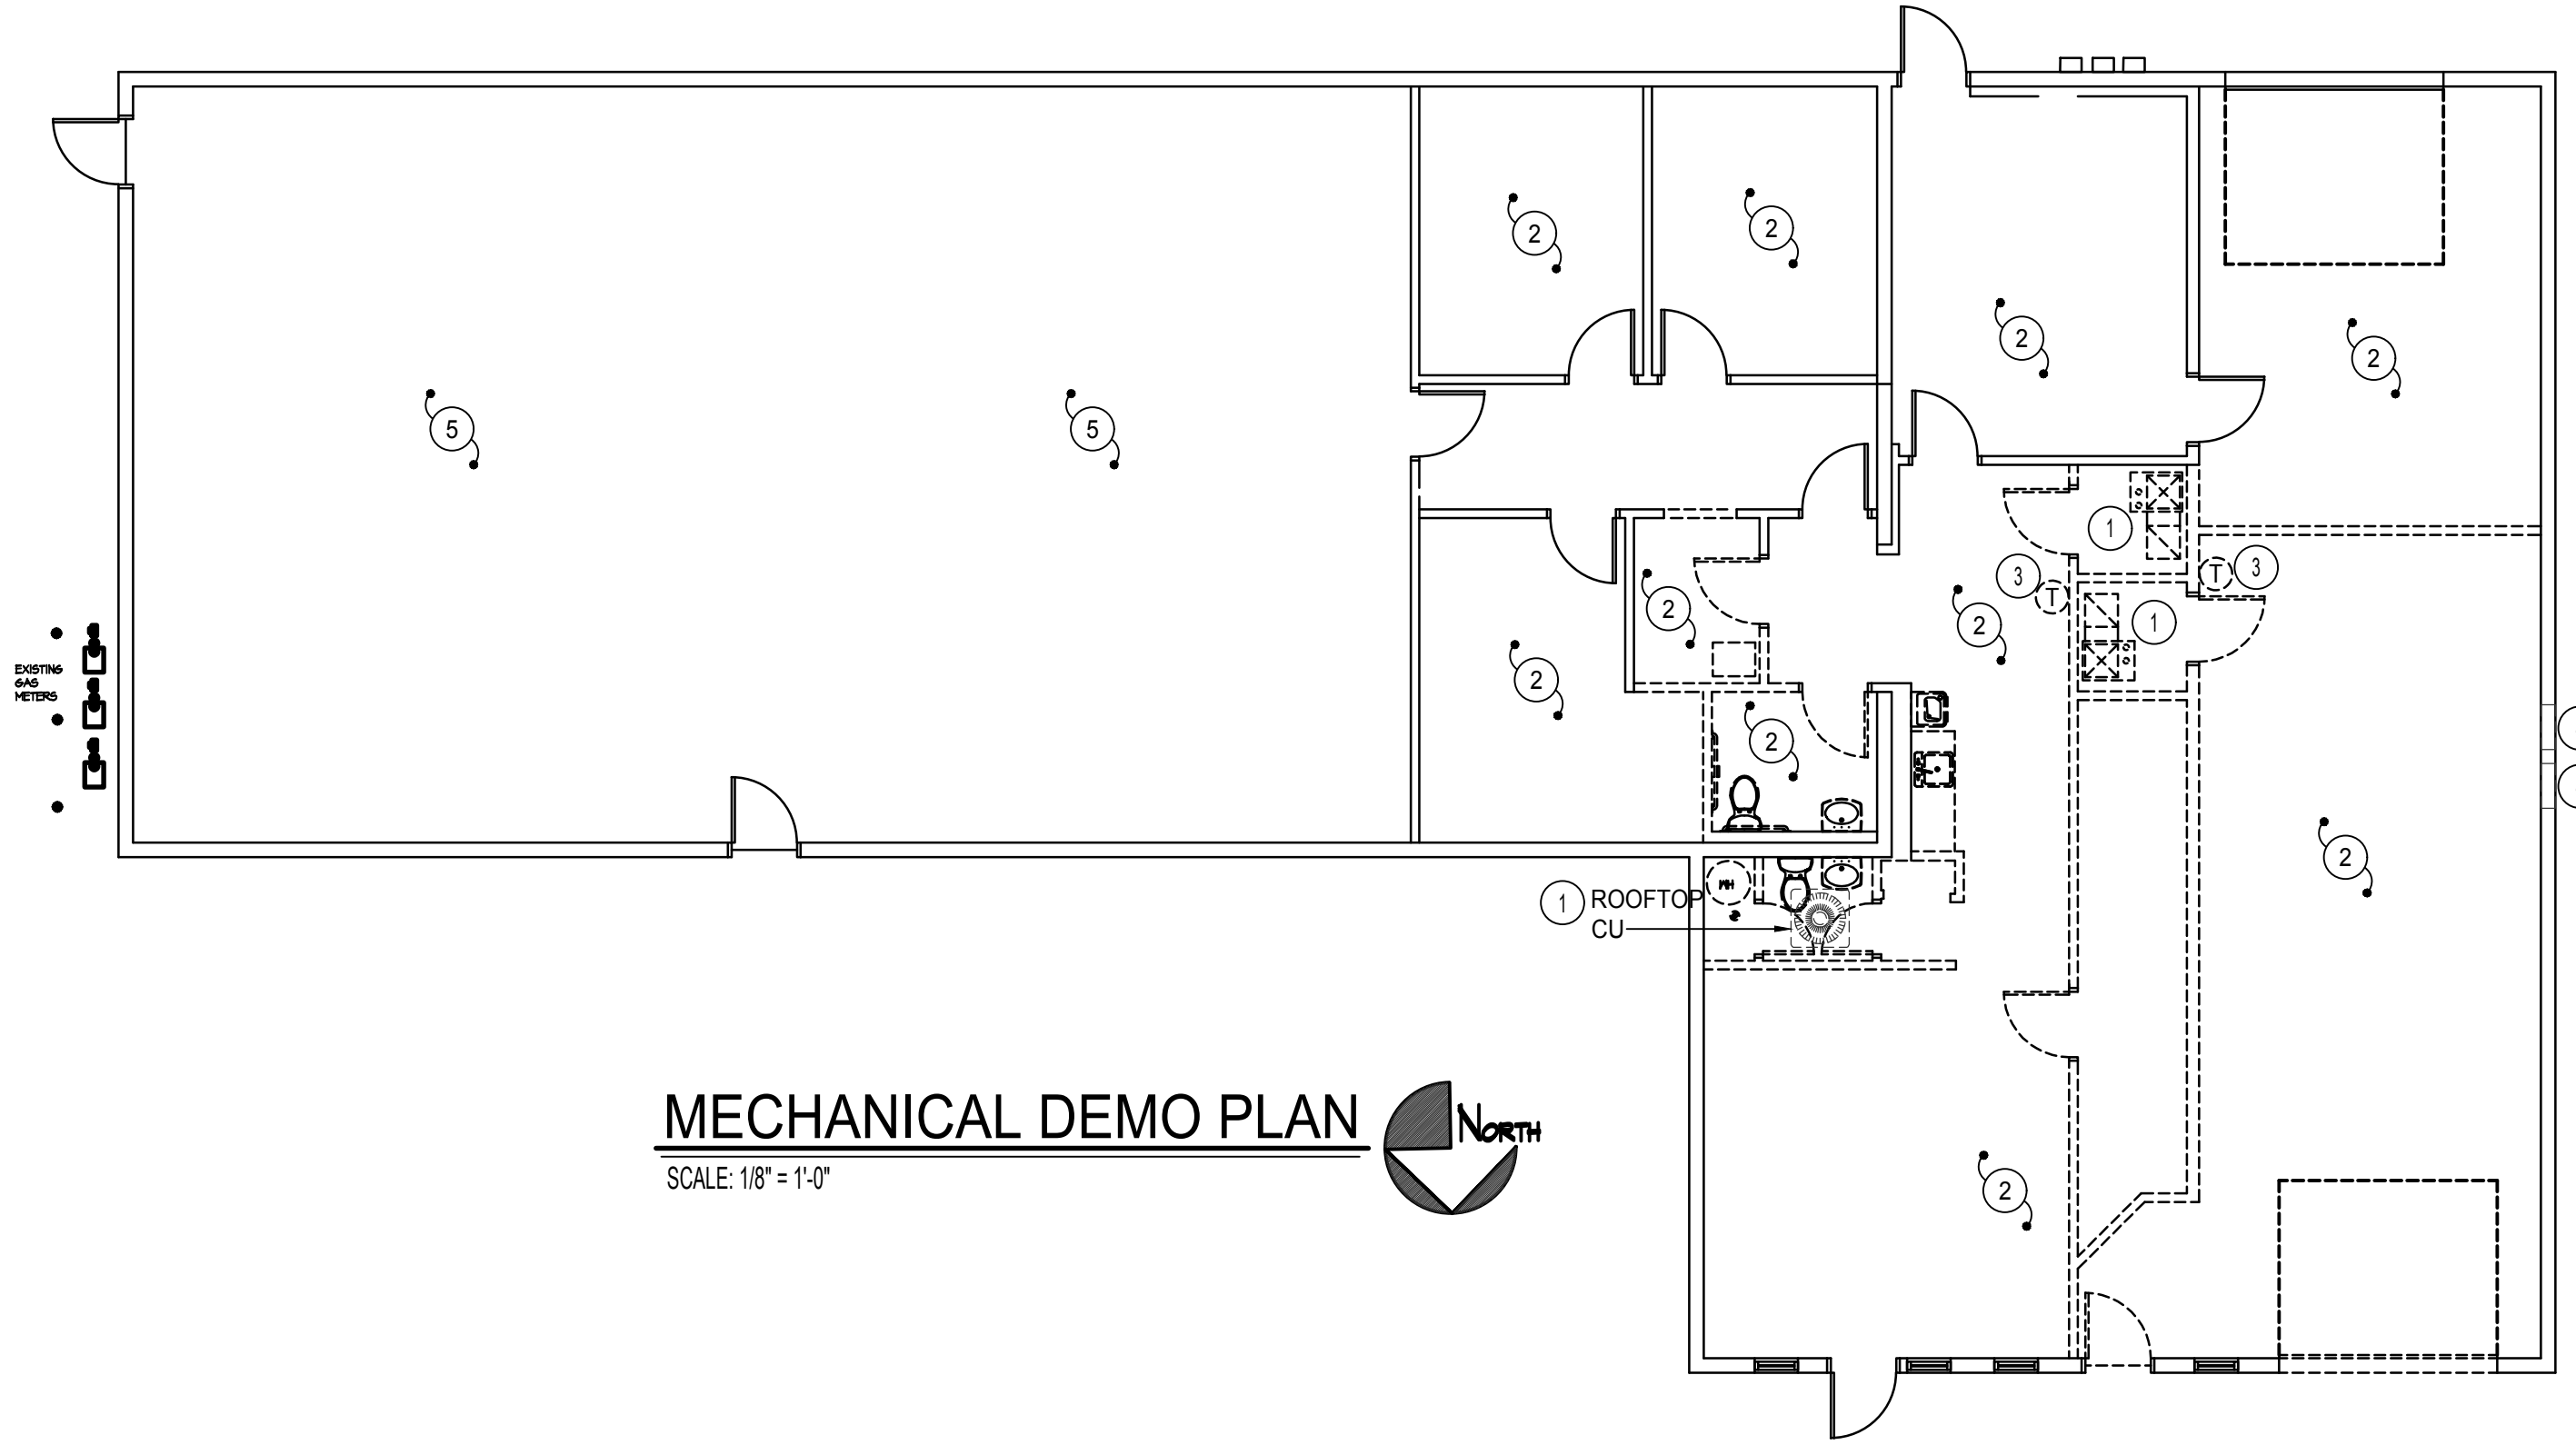 2
2
2
2
5
5
1
3
T
T
3
2
1
2
2
EXISTING
GAS
METERS
2
2
2
WH
1 ROOFTOP
CU
MECHANICAL DEMO PLAN
NORTH
SCALE: 1/8" = 1'-0"
2